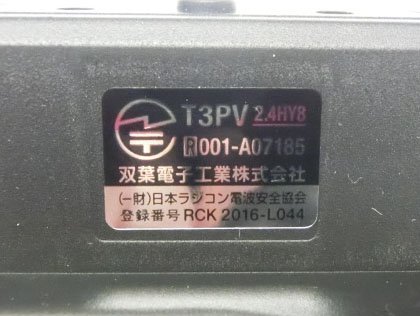 T3PV 2.4HYB
R 001-A07185
双葉電子工業株式会社
(一財)日本ラジコン電波安全協会
登録番号 RCK 2016-L044